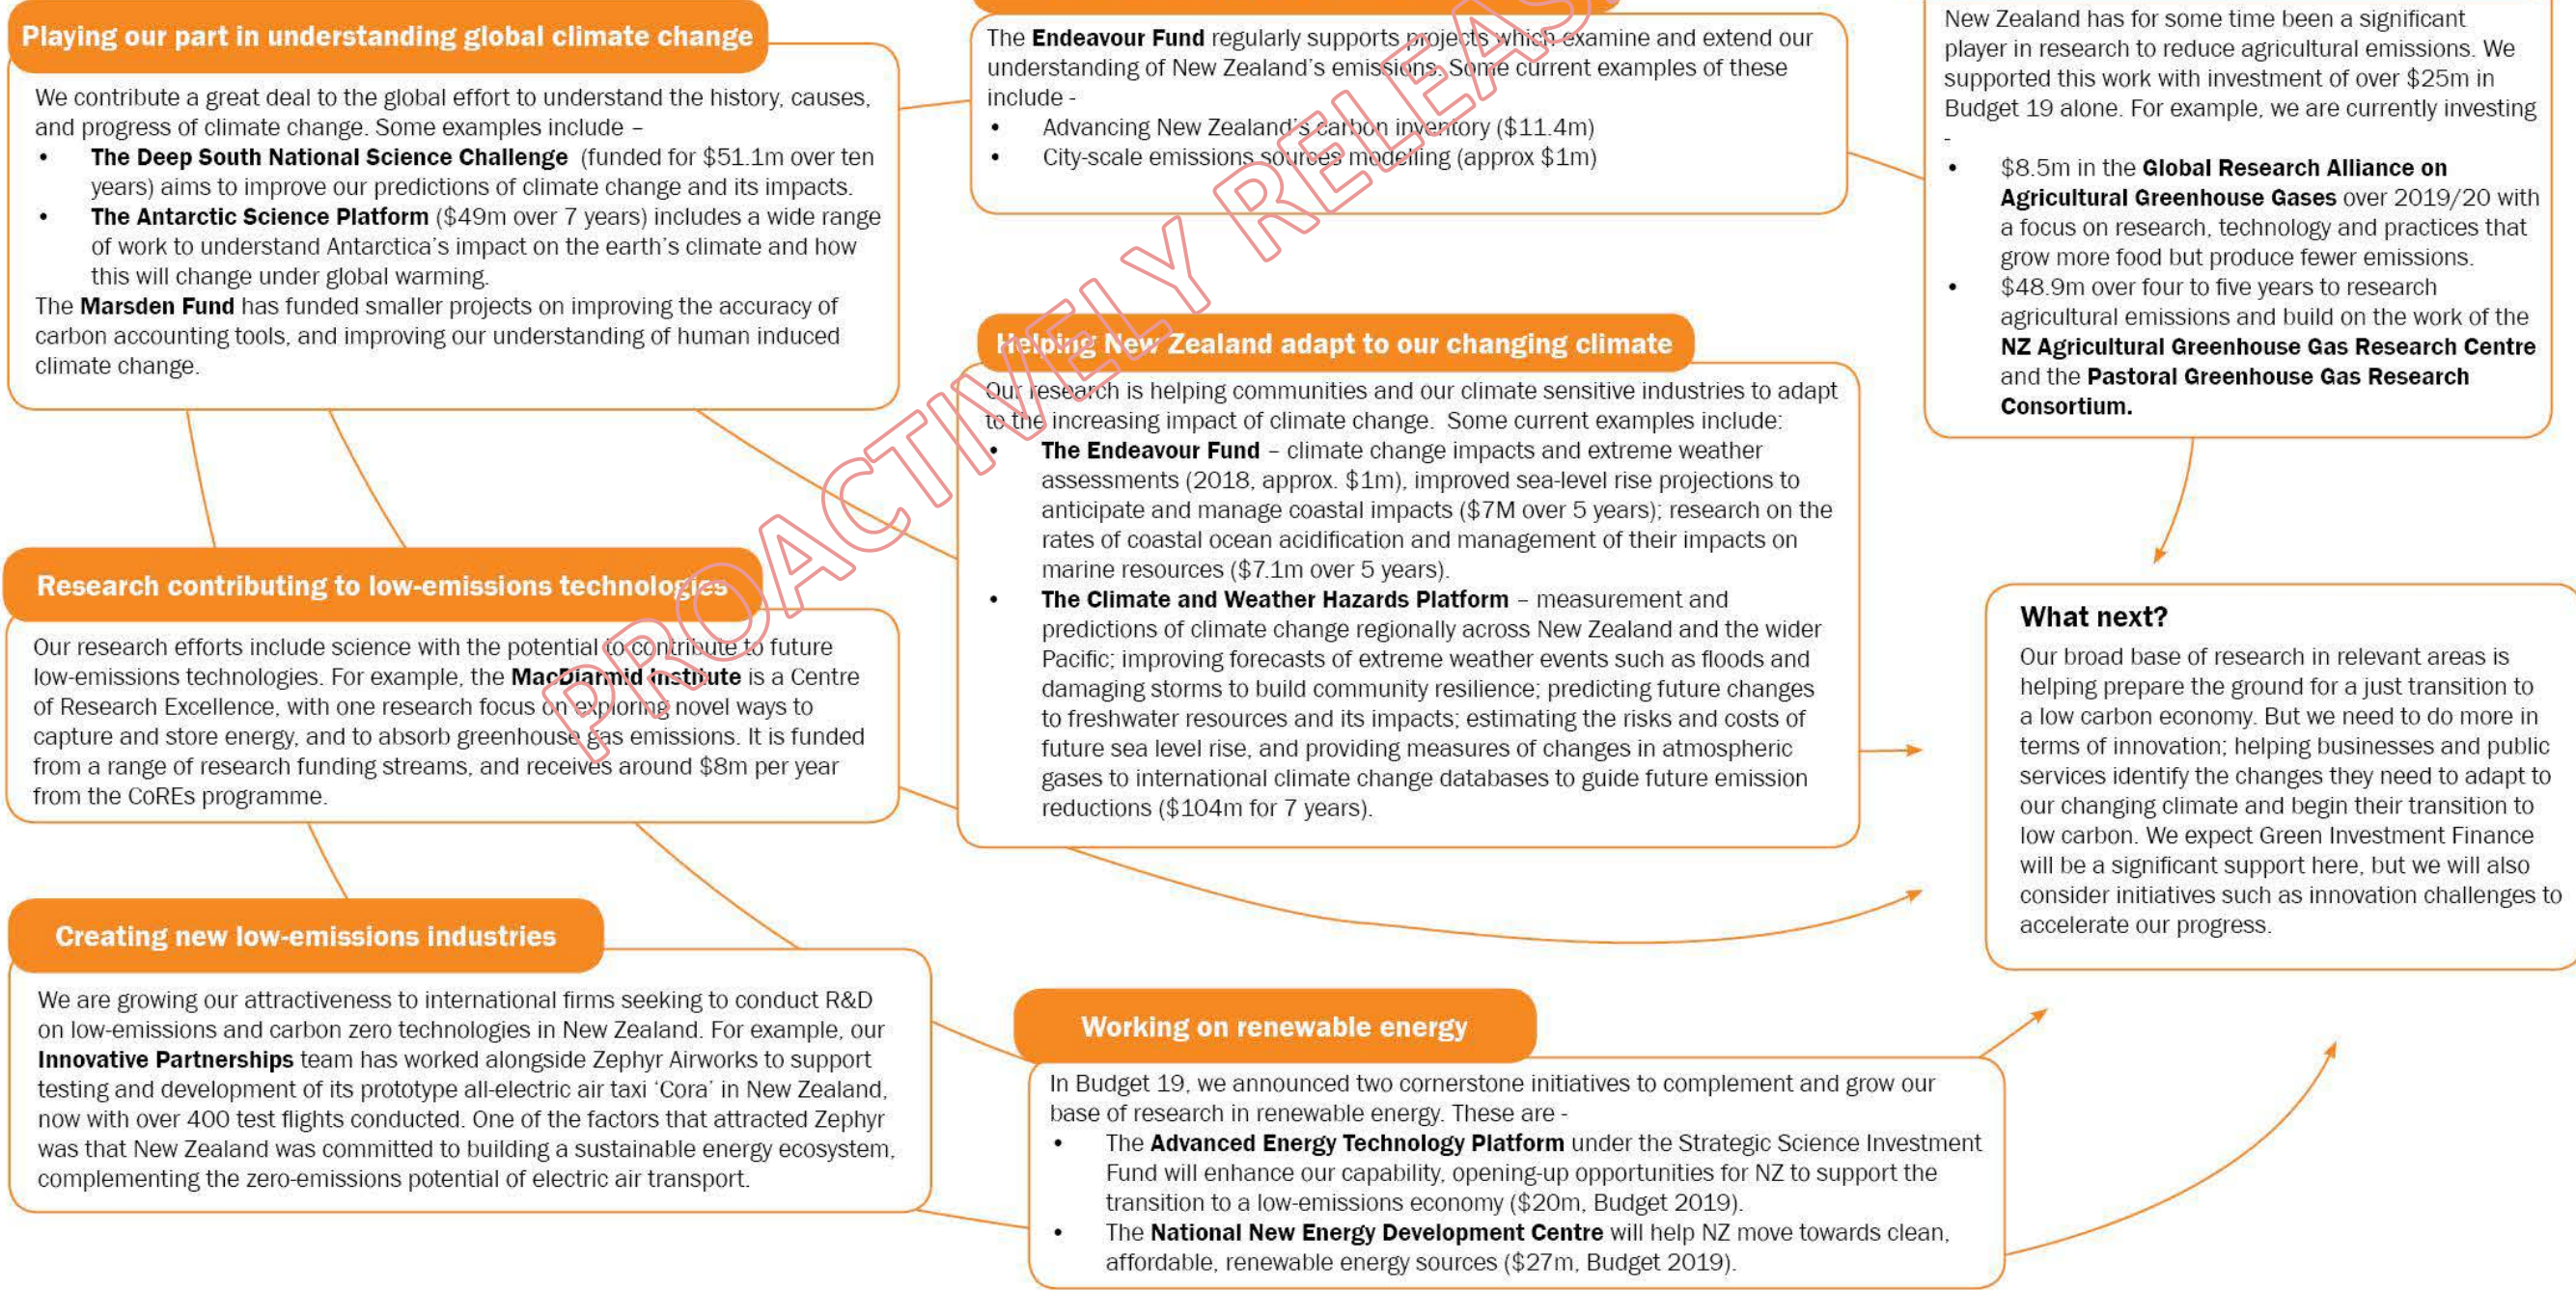 Playing our part in understanding global climate change
We contribute a great deal to the global effort to understand the history, causes,
and progress of climate change. Some examples include –
• The Deep South National Science Challenge (funded for $51.1m over ten
years) aims to improve our predictions of climate change and its impacts.
• The Antarctic Science Platform ($49m over 7 years) includes a wide range
of work to understand Antarctica's impact on the earth's climate and how
this will change under global warming.
The Marsden Fund has funded smaller projects on improving the accuracy of
carbon accounting tools, and improving our understanding of human induced
climate change.
The Endeavour Fund regularly supports projects which examine and extend our
understanding of New Zealand's emissions. Some current examples of these
include -
• Advancing New Zealand's carbon inventory ($11.4m)
• City-scale emissions sources modelling (approx $1m)
New Zealand has for some time been a significant
player in research to reduce agricultural emissions. We
supported this work with investment of over $25m in
Budget 19 alone. For example, we are currently investing
-
• $8.5m in the Global Research Alliance on
Agricultural Greenhouse Gases over 2019/20 with
a focus on research, technology and practices that
grow more food but produce fewer emissions.
• $48.9m over four to five years to research
agricultural emissions and build on the work of the
NZ Agricultural Greenhouse Gas Research Centre
and the Pastoral Greenhouse Gas Research
Consortium.
Helping New Zealand adapt to our changing climate
Our research is helping communities and our climate sensitive industries to adapt
to the increasing impact of climate change. Some current examples include:
• The Endeavour Fund – climate change impacts and extreme weather
assessments (2018, approx. $1m), improved sea-level rise projections to
anticipate and manage coastal impacts ($7M over 5 years); research on the
rates of coastal ocean acidification and management of their impacts on
marine resources ($7.1m over 5 years).
• The Climate and Weather Hazards Platform – measurement and
predictions of climate change regionally across New Zealand and the wider
Pacific; improving forecasts of extreme weather events such as floods and
damaging storms to build community resilience; predicting future changes
to freshwater resources and its impacts; estimating the risks and costs of
future sea level rise, and providing measures of changes in atmospheric
gases to international climate change databases to guide future emission
reductions ($104m for 7 years).
Research contributing to low-emissions technologies
Our research efforts include science with the potential to contribute to future
low-emissions technologies. For example, the MacDiarmid Institute is a Centre
of Research Excellence, with one research focus on exploring novel ways to
capture and store energy, and to absorb greenhouse gas emissions. It is funded
from a range of research funding streams, and receives around $8m per year
from the CoREs programme.
What next?
Our broad base of research in relevant areas is
helping prepare the ground for a just transition to
a low carbon economy. But we need to do more in
terms of innovation; helping businesses and public
services identify the changes they need to adapt to
our changing climate and begin their transition to
low carbon. We expect Green Investment Finance
will be a significant support here, but we will also
consider initiatives such as innovation challenges to
accelerate our progress.
Creating new low-emissions industries
We are growing our attractiveness to international firms seeking to conduct R&D
on low-emissions and carbon zero technologies in New Zealand. For example, our
Innovative Partnerships team has worked alongside Zephyr Airworks to support
testing and development of its prototype all-electric air taxi 'Cora' in New Zealand,
now with over 400 test flights conducted. One of the factors that attracted Zephyr
was that New Zealand was committed to building a sustainable energy ecosystem,
complementing the zero-emissions potential of electric air transport.
Working on renewable energy
In Budget 19, we announced two cornerstone initiatives to complement and grow our
base of research in renewable energy. These are -
• The Advanced Energy Technology Platform under the Strategic Science Investment
Fund will enhance our capability, opening-up opportunities for NZ to support the
transition to a low-emissions economy ($20m, Budget 2019).
• The National New Energy Development Centre will help NZ move towards clean,
affordable, renewable energy sources ($27m, Budget 2019).
PROACTIVELY RELEAS